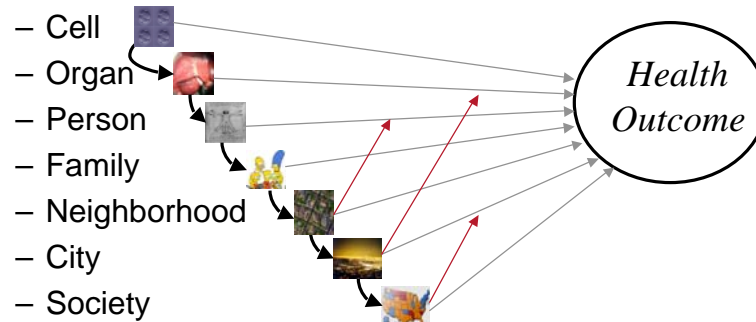 – Cell
– Organ
– Person
– Family
– Neighborhood
– City
– Society
Health
Outcome